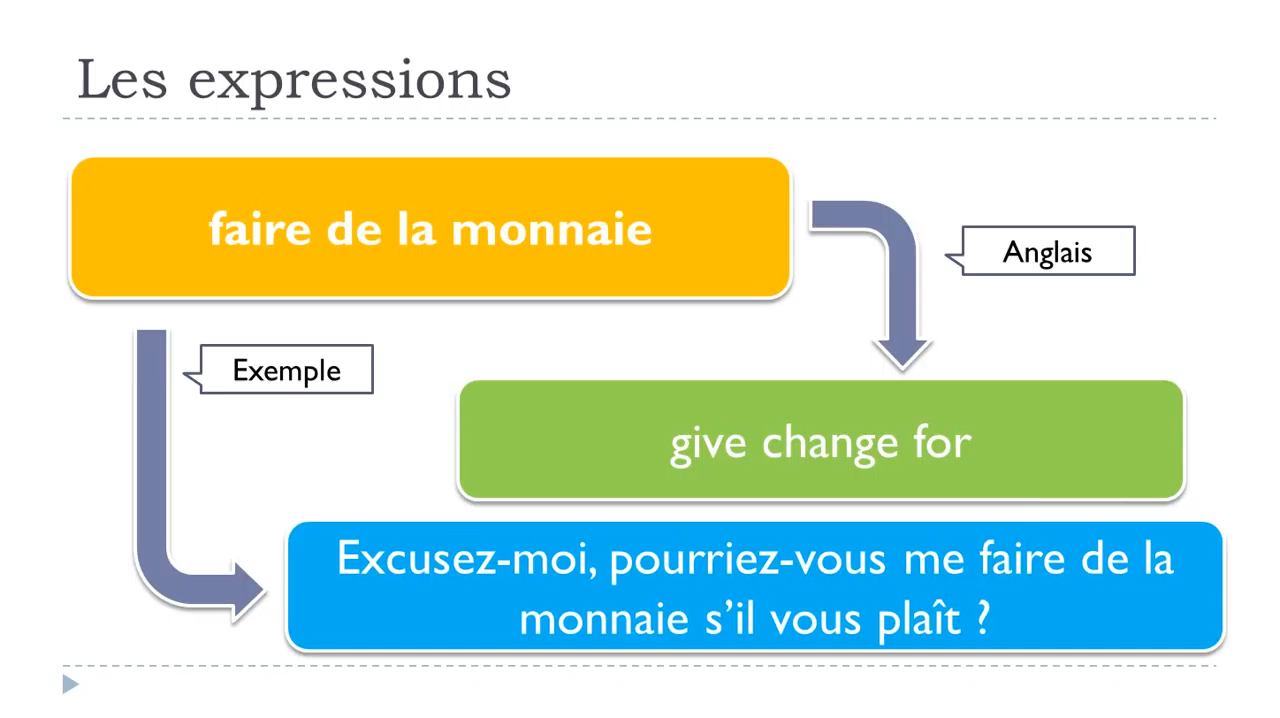 Les expressions
faire de la monnaie
Anglais
Exemple
give change for
Excusez-moi, pourriez-vous me faire de la
monnaie s’il vous plaît ?